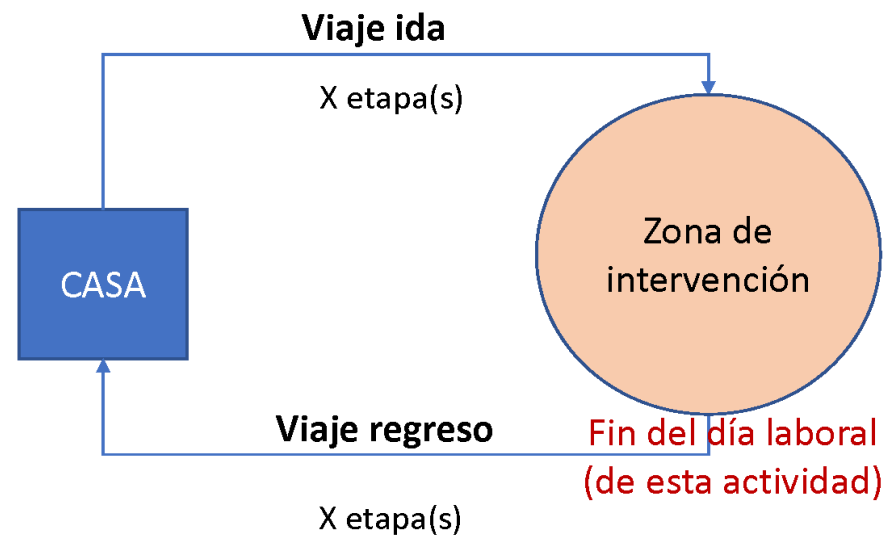 Viaje ida
X etapa(s)
Zona de
intervención
CASA
Viaje regreso
Fin del día laboral
(de esta actividad)
X etapa(s)